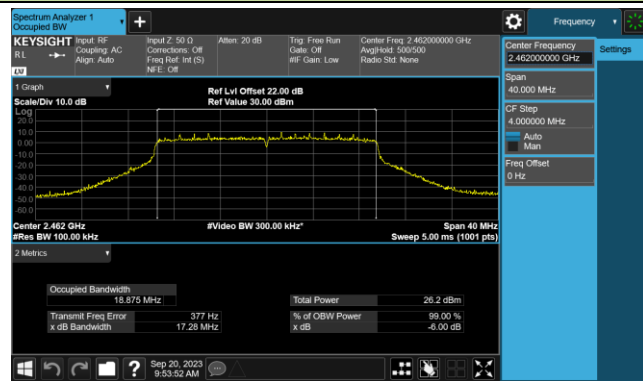 Spectrum Analyzer 1
Occupied BW
+
Frequency
KEYSIGHT Input: RF
RL Coupling: AC
Align: Auto
Input Z: 50 Ω
Corrections: Off
Freq Ref: Int (S)
NFE: Off
Atten: 20 dB
Trig: Free Run
Gate: Off
#IF Gain: Low
Center Freq: 2.462000000 GHz
Avg|Hold: 500/500
Radio Std: None
LXI
Center Frequency
2.462000000 GHz
Settings
Span
40.000 MHz
CF Step
4.000000 MHz
Auto
Man
Freq Offset
0 Hz
1 Graph
Scale/Div 10.0 dB
Ref Lvl Offset 22.00 dB
Ref Value 30.00 dBm
Log
20.0
10.0
0.00
-10.0
-20.0
-30.0
-40.0
-50.0
-60.0
Center 2.462 GHz
#Res BW 100.00 kHz
#Video BW 300.00 kHz*
Span 40 MHz
Sweep 5.00 ms (1001 pts)
2 Metrics
Occupied Bandwidth
18.875 MHz
Total Power 26.2 dBm
Transmit Freq Error 377 Hz
% of OBW Power 99.00 %
x dB Bandwidth 17.28 MHz
x dB -6.00 dB
?
Sep 20, 2023
9:53:52 AM